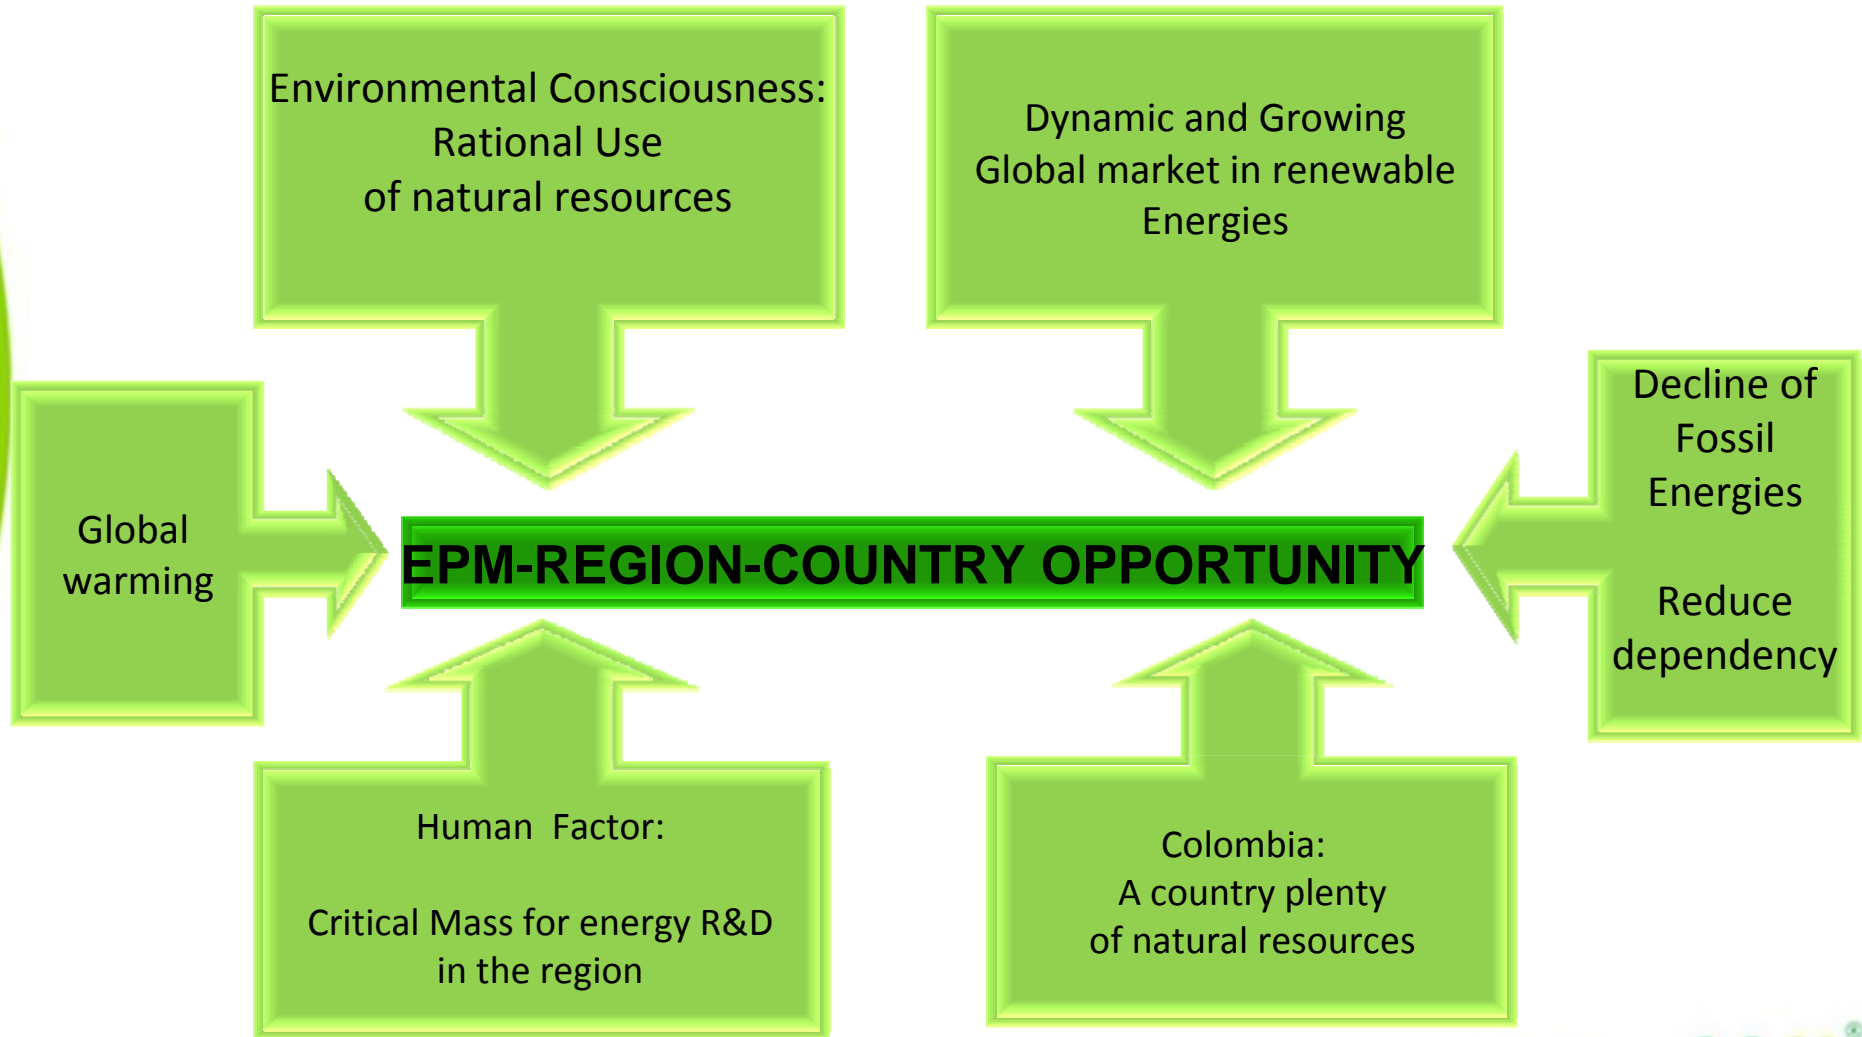 Environmental Consciousness:
Rational Use
of natural resources
Dynamic and Growing
Global market in renewable
Energies
Global
warming
EPM-REGION-COUNTRY OPPORTUNITY
Decline of
Fossil
Energies
Reduce
dependency
Human Factor:
Critical Mass for energy R&D
in the region
Colombia:
A country plenty
of natural resources